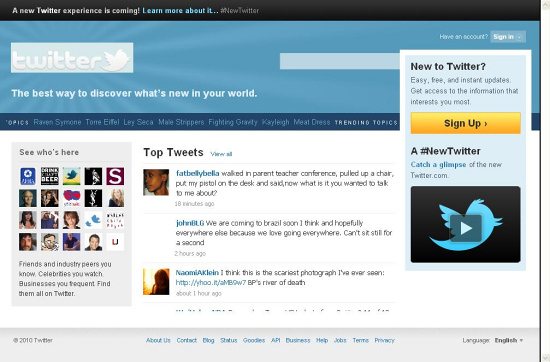 A new Twitter experience is coming! Learn more about it... #NewTwitter
Have an account? Sign in
twitter
The best way to discover what's new in your world.
New to Twitter?
Easy, free, and instant updates.
Get access to the information that
interests you most.
Sign Up ›
OPICS Raven Symone Torre Eiffel Ley Seca Male Strippers Fighting Gravity Kayleigh Meat Dress TRENDING TOPICS
A #NewTwitter
Catch a glimpse of the new
Twitter.com.
See who's here
DRINK
BEER
Friends and industry peers you
know. Celebrities you watch.
Businesses you frequent. Find
them all on Twitter.
Top Tweets View all
fatbellybella walked in parent teacher conference, pulled up a chair,
put my pistol on the desk and said,now what is it you wanted to talk
to me about?
18 minutes ago
johnBLG We are coming to brazil soon I think and hopefully
everywhere else because we love going everywhere. Can't sit still for
a second
2 hours ago
NaomiAKlein I think this is the scariest photograph I've ever seen:
http://yhoo.it/aMB9w7 BP's river of death
about 1 hour ago
© 2010 Twitter About Us Contact Blog Status Goodies API Business Help Jobs Terms Privacy Language: English